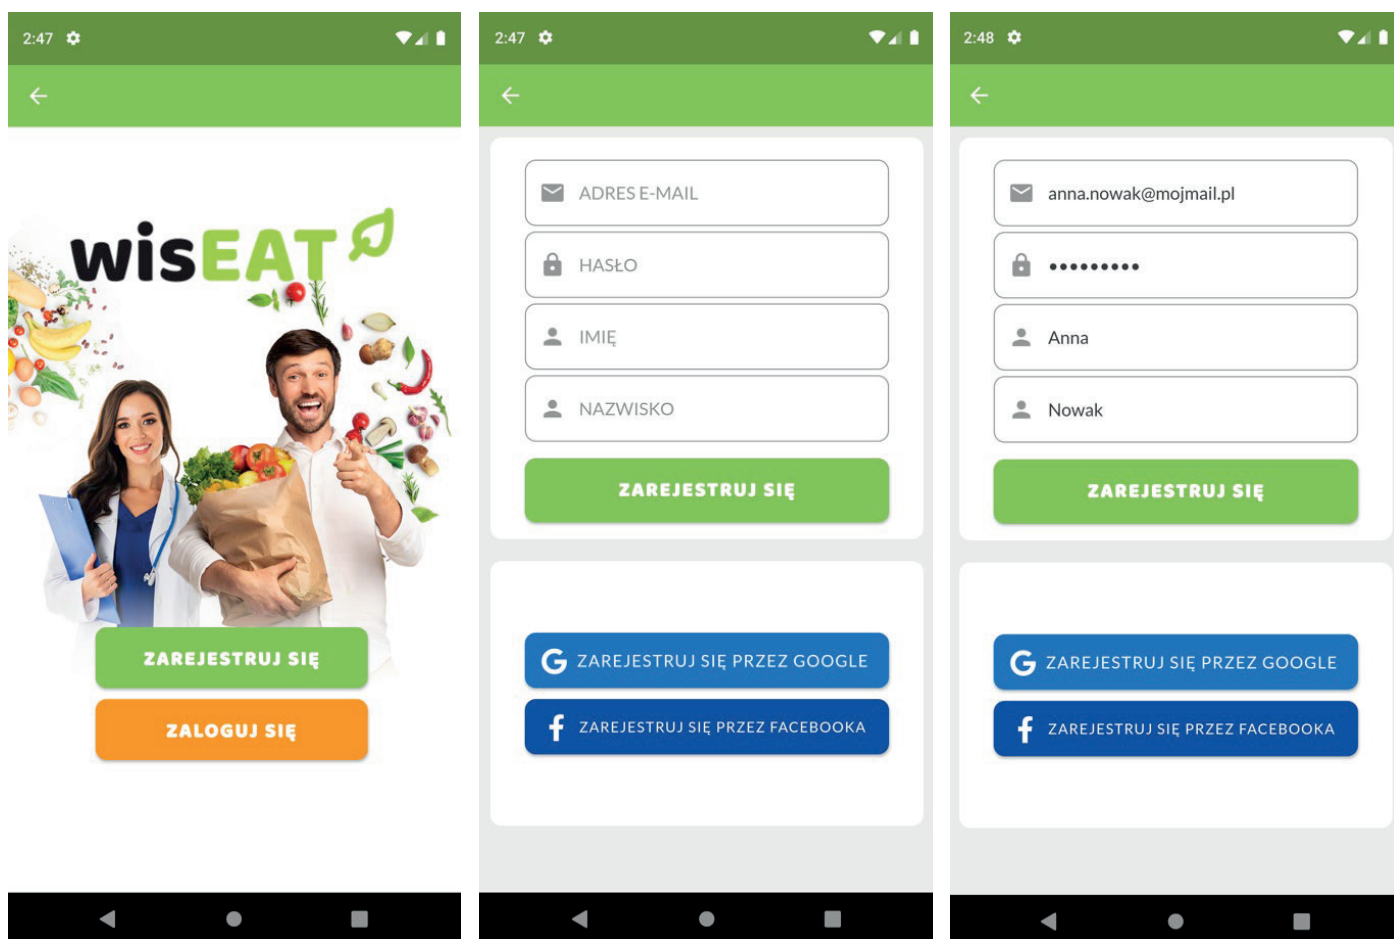 2:47
wisEAT
ZAREJESTRUJ SIĘ
ZALOGUJ SIĘ
2:47
ADRES E-MAIL
HASŁO
IMIĘ
NAZWISKO
ZAREJESTRUJ SIĘ
G ZAREJESTRUJ SIĘ PRZEZ GOOGLE
f ZAREJESTRUJ SIĘ PRZEZ FACEBOOKA
2:48
anna.nowak@mojmail.pl
•••••••••
Anna
Nowak
ZAREJESTRUJ SIĘ
G ZAREJESTRUJ SIĘ PRZEZ GOOGLE
f ZAREJESTRUJ SIĘ PRZEZ FACEBOOKA